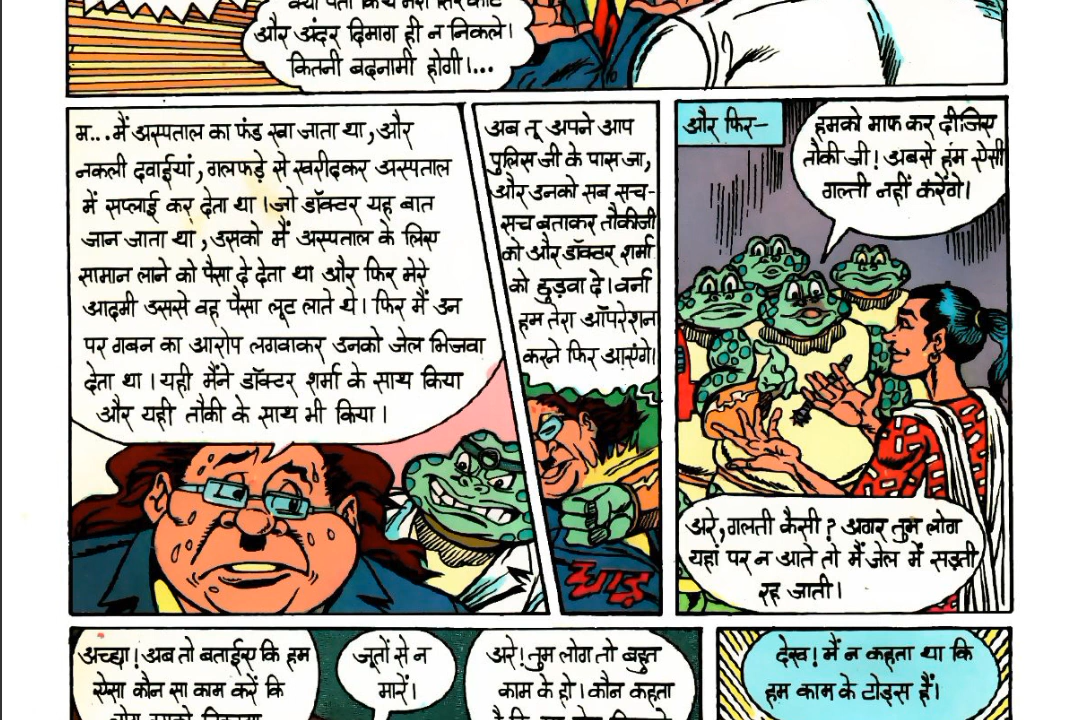 और अंदर दिमाग ही न निकले।
कितनी बदनामी होगी।...
म...मैं अस्पताल का फंड खा जाता था, और
नकली दवाईयां, गलफड़े से खरीदकर अस्पताल
में सप्लाई कर देता था।जो डॉक्टर यह बात
जान जाता था, उसको मैं अस्पताल के लिए
सामान लाने को पैसा दे देता था और फिर मेरे
आदमी उससे वह पैसा लूट लाते थे। फिर मैं उन
पर गबन का आरोप लगवाकर उनको जेल भिजवा
देता था। यही मैंने डॉक्टर शर्मा के साथ किया
और यही तौकी के साथ भी किया।
अब तू अपने आप
पुलिस जी के पास जा,
और उनको सब सच-
सच बताकर तौकीजी
को और डॉक्टर शर्मा
को छुड़वा दे। वर्ना
हम तेरा ऑपरेशन
करने फिर आएंगे।
धाड़
और फिर-
हमको माफ कर दीजिए
तौकी जी! अबसे हम ऐसी
गल्ती नहीं करेंगे।
अरे, गलती कैसी? अगर तुम लोग
यहां पर न आते तो मैं जेल में सड़ती
रह जाती।
अच्छा! अब तो बताईए कि हम
ऐसा कौन सा काम करें कि
जूतों से न
मारें।
अरे! तुम लोग तो बहुत
काम के हो। कौन कहता
देख! मैं न कहता था कि
हम काम के टोड्स हैं।